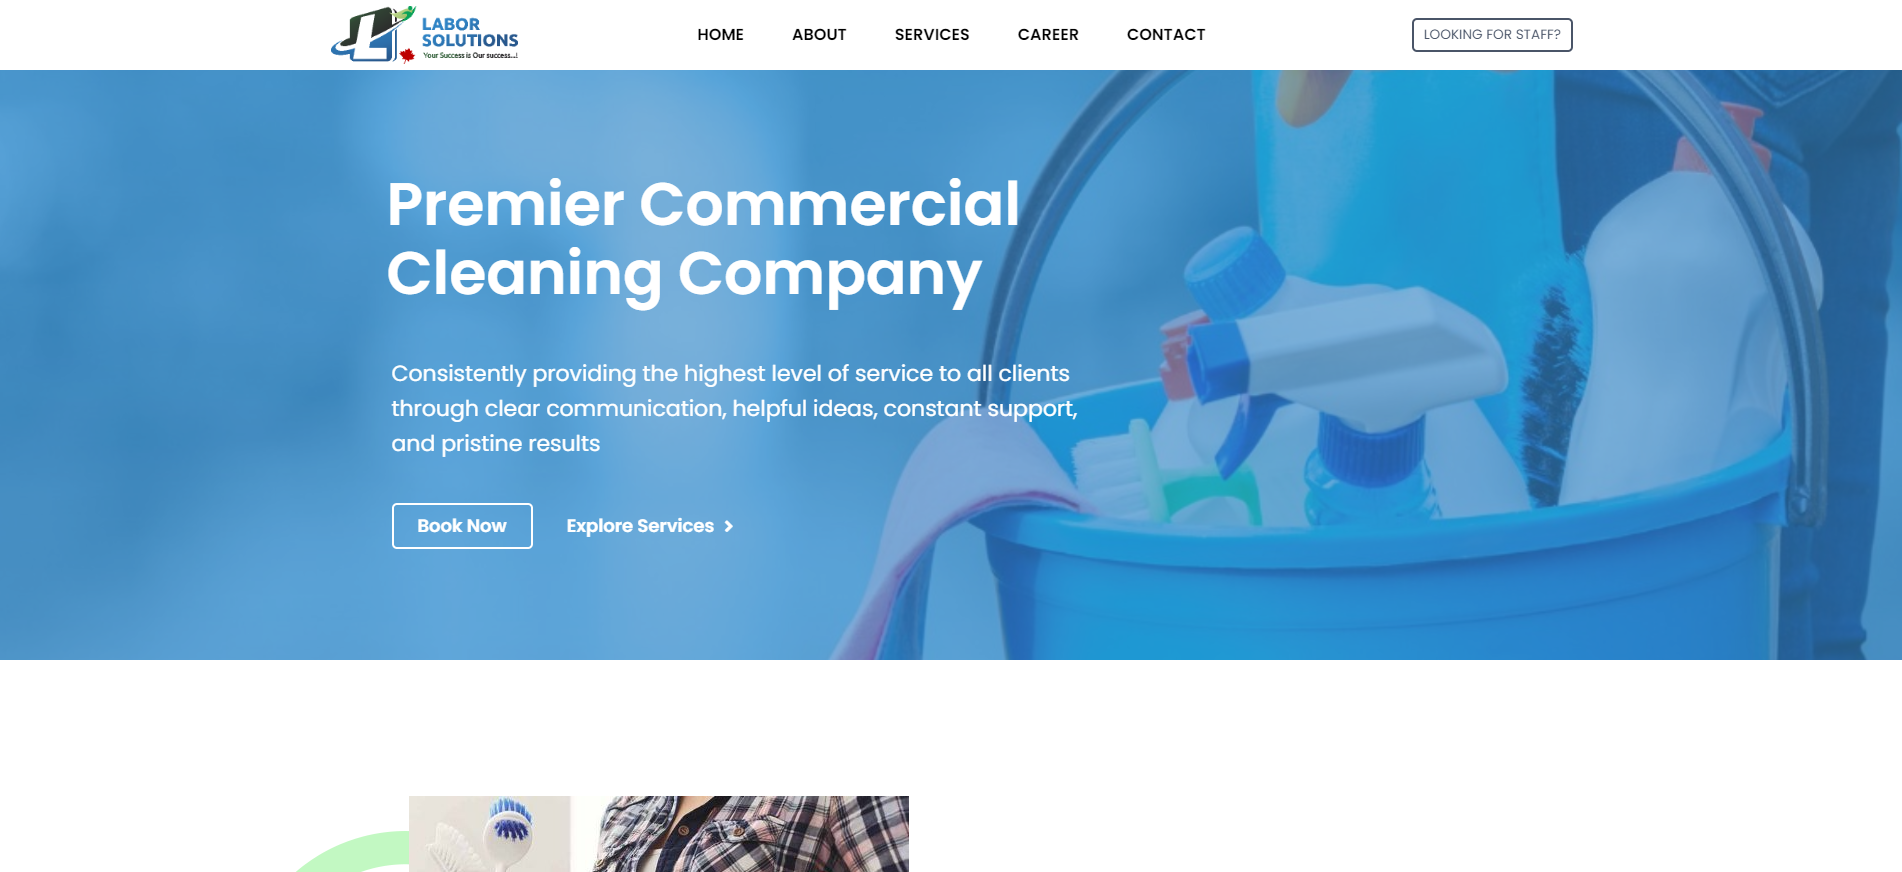 LABOR
SOLUTIONS
Your Success is Our success...!
HOME
ABOUT
SERVICES
CAREER
CONTACT
LOOKING FOR STAFF?
Premier Commercial
Cleaning Company
Consistently providing the highest level of service to all clients
through clear communication, helpful ideas, constant support,
and pristine results
Book Now
Explore Services